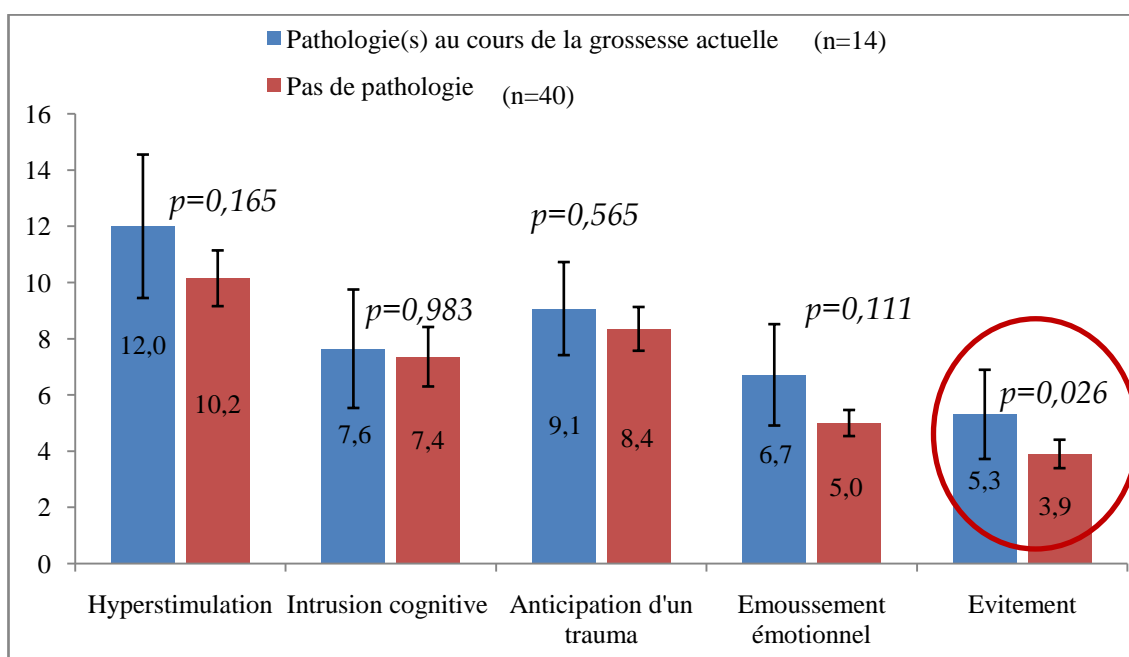 Pathologie(s) au cours de la grossesse actuelle (n=14)
Pas de pathologie (n=40)
16
14
12
10
8
6
4
2
0
p=0,165
p=0,983
p=0,565
p=0,111
p=0,026
12,0
10,2
7,6
7,4
9,1
8,4
6,7
5,0
5,3
3,9
Hyperstimulation
Intrusion cognitive
Anticipation d'un
trauma
Emoussement
émotionnel
Evitement